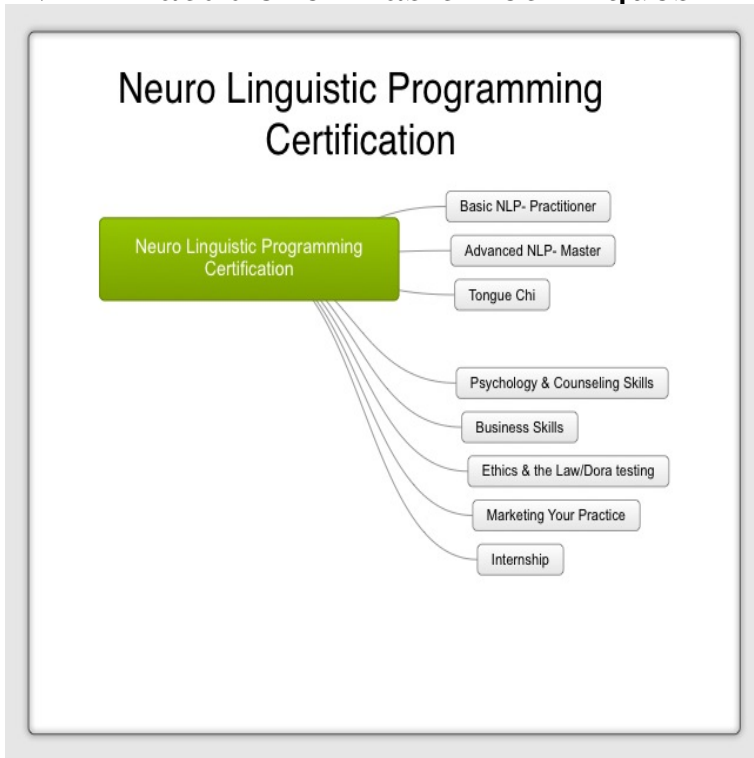 Neuro Linguistic Programming
Certification
Neuro Linguistic Programming
Certification
Basic NLP- Practitioner
Advanced NLP- Master
Tongue Chi
Psychology & Counseling Skills
Business Skills
Ethics & the Law/Dora testing
Marketing Your Practice
Internship